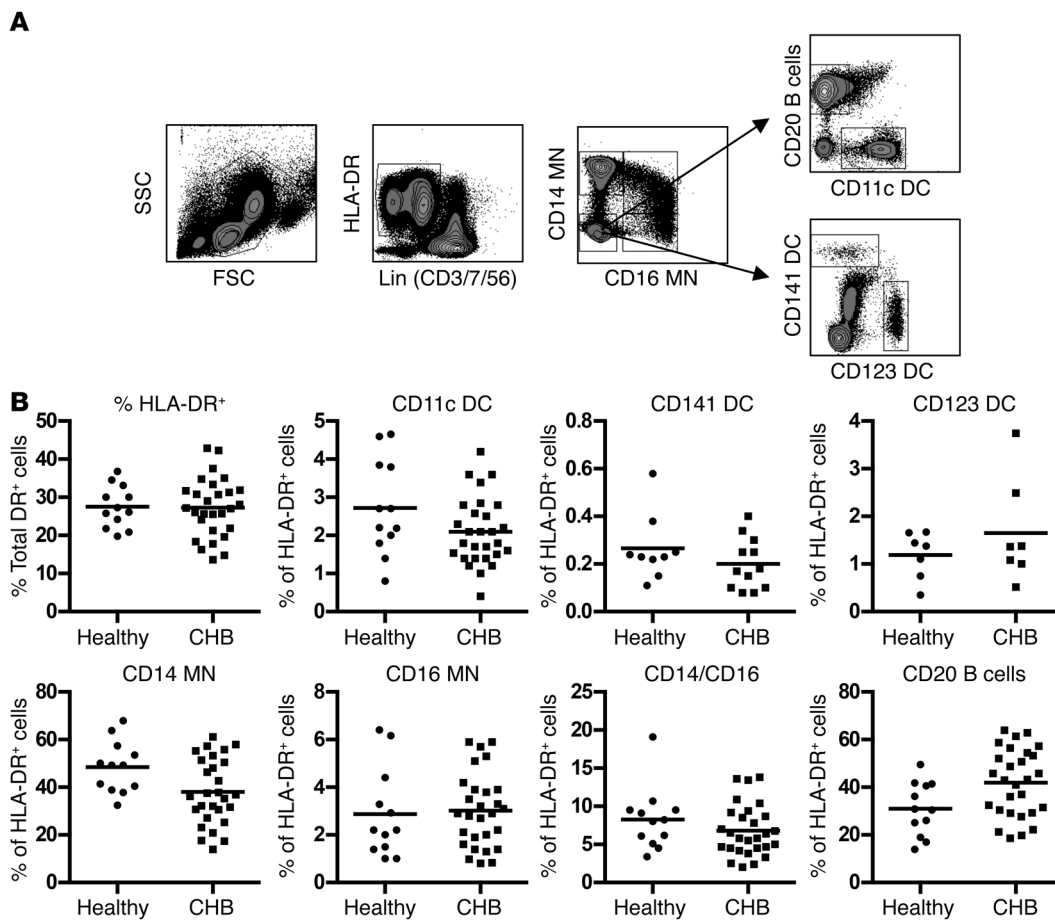 A
SSC
FSC
HLA-DR
Lin (CD3/7/56)
CD14 MN
CD16 MN
CD20 B cells
CD11c DC
CD141 DC
CD123 DC
B
% HLA-DR⁺
% Total DR⁺ cells
50
40
30
20
10
0
Healthy CHB
CD11c DC
% of HLA-DR⁺ cells
5
4
3
2
1
0
Healthy CHB
CD141 DC
% of HLA-DR⁺ cells
0.8
0.6
0.4
0.2
0.0
Healthy CHB
CD123 DC
% of HLA-DR⁺ cells
4
3
2
1
0
Healthy CHB
CD14 MN
% of HLA-DR⁺ cells
80
60
40
20
0
Healthy CHB
CD16 MN
% of HLA-DR⁺ cells
8
6
4
2
0
Healthy CHB
CD14/CD16
% of HLA-DR⁺ cells
25
20
15
10
5
0
Healthy CHB
CD20 B cells
% of HLA-DR⁺ cells
80
60
40
20
0
Healthy CHB